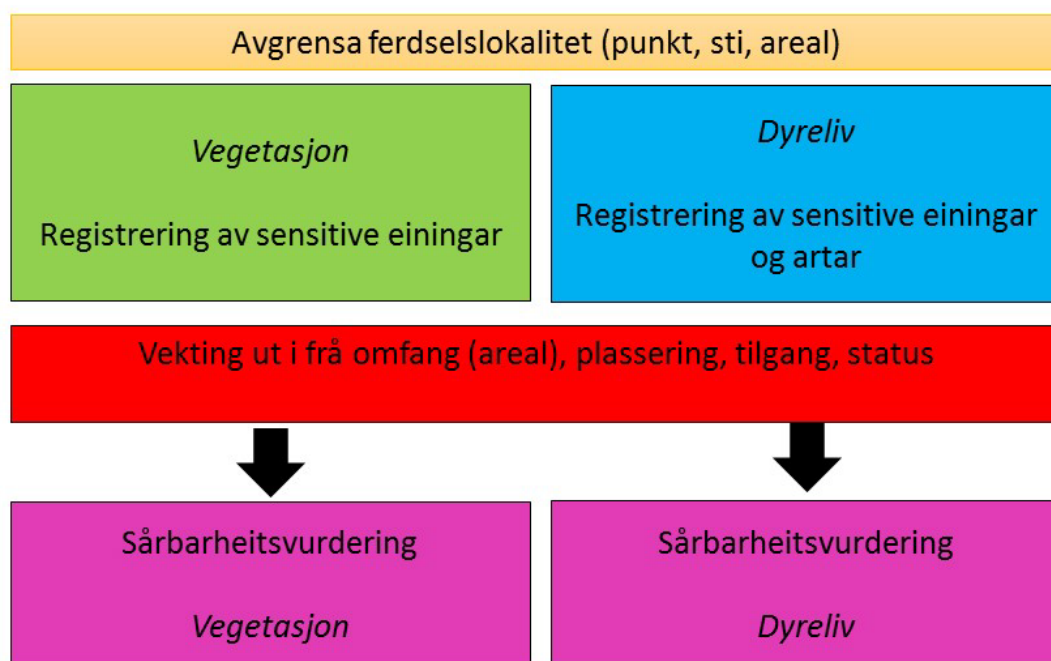 Avgrensa ferdselslokalitet (punkt, sti, areal)
Vegetasjon
Registrering av sensitive einingar
Dyreliv
Registrering av sensitive einingar
og artar
Vekting ut i frå omfang (areal), plassering, tilgang, status
Sårbarheitsvurdering
Vegetasjon
Sårbarheitsvurdering
Dyreliv